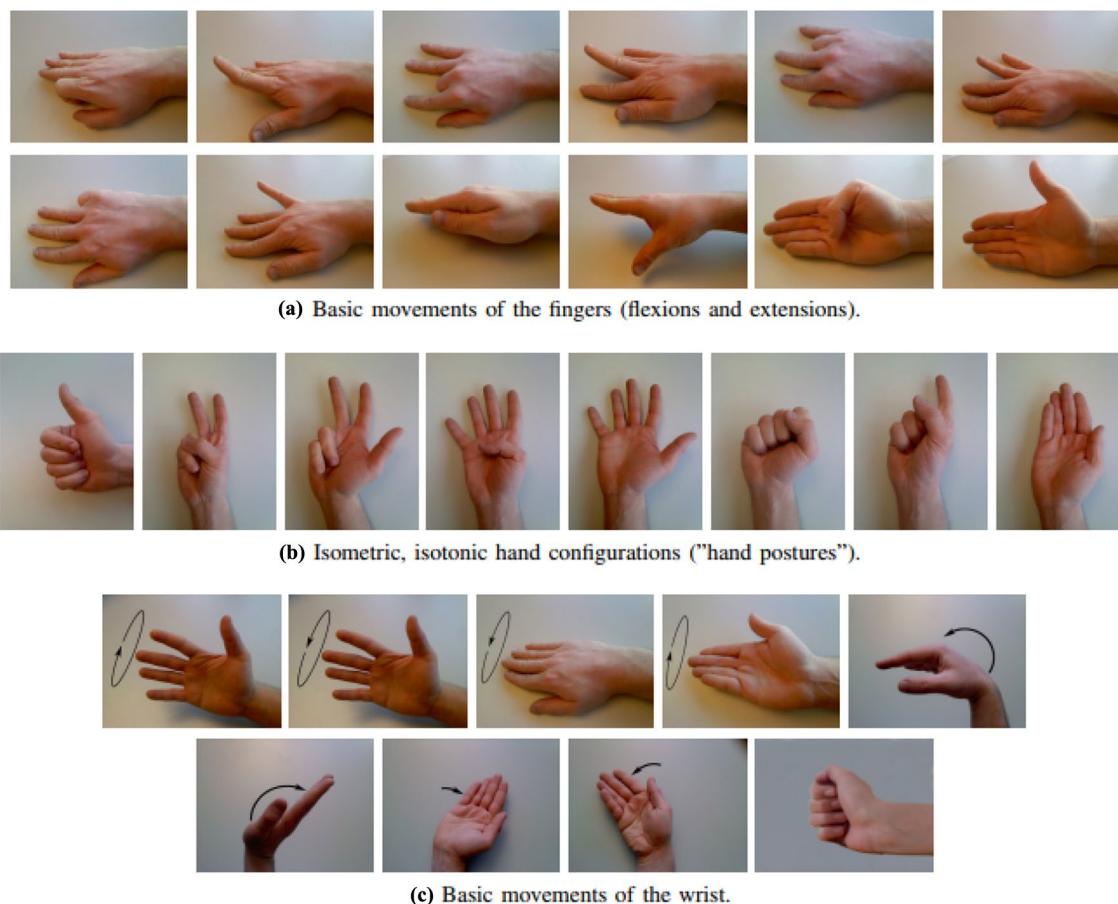 (a) Basic movements of the fingers (flexions and extensions).
(b) Isometric, isotonic hand configurations ("hand postures").
(c) Basic movements of the wrist.